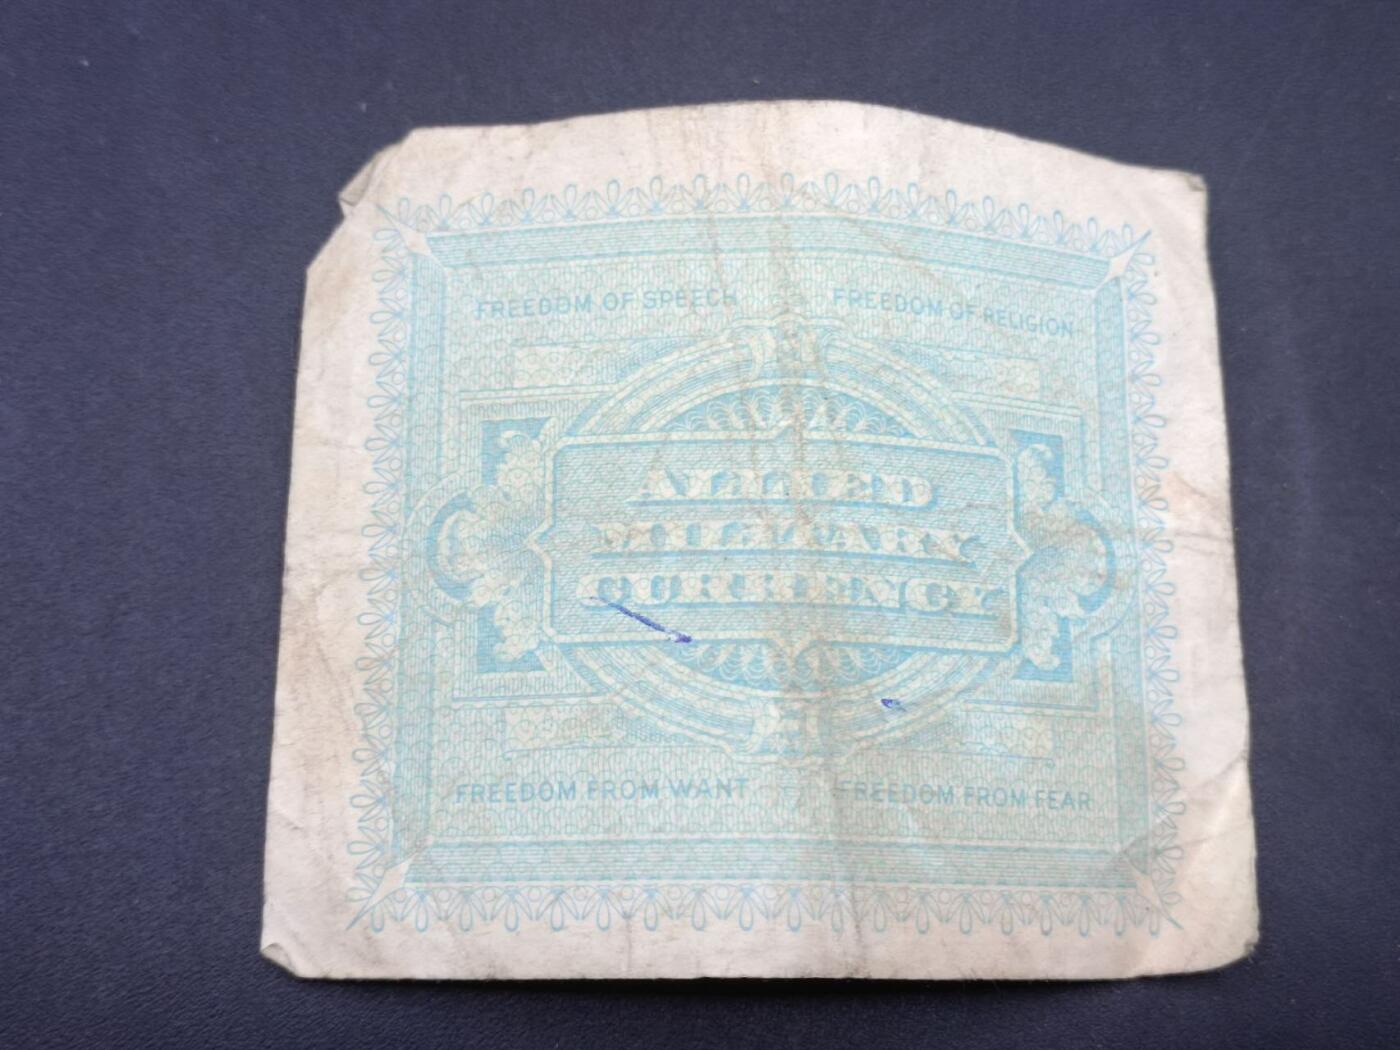 FREEDOM OF SPEECH FREEDOM OF RELIGION
ALLIED
MILITARY
CURRENCY
FREEDOM FROM WANT FREEDOM FROM FEAR